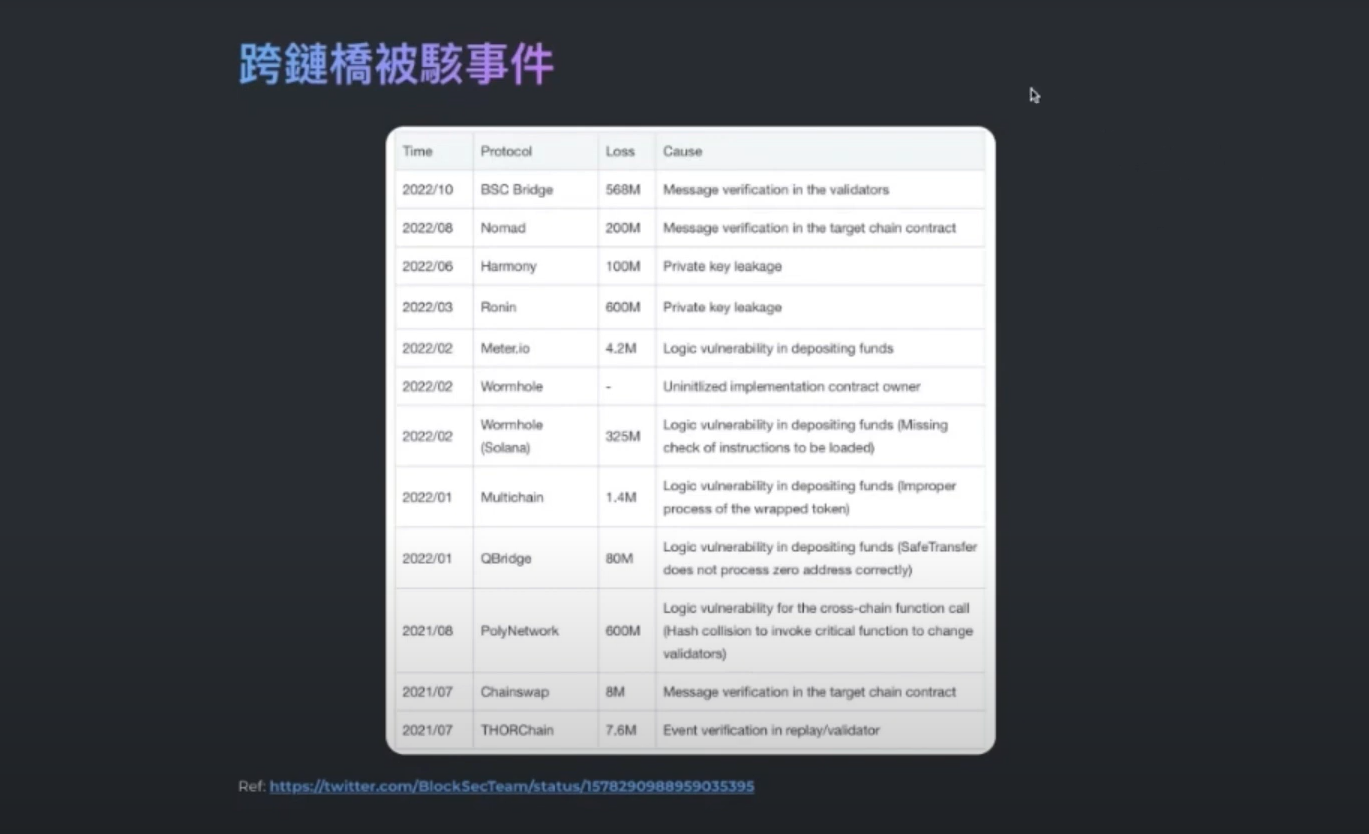 跨鏈橋被駭事件
Time Protocol Loss Cause
2022/10 BSC Bridge 568M Message verification in the validators
2022/08 Nomad 200M Message verification in the target chain contract
2022/06 Harmony 100M Private key leakage
2022/03 Ronin 600M Private key leakage
2022/02 Meter.io 4.2M Logic vulnerability in depositing funds
2022/02 Wormhole - Uninitlized implementation contract owner
2022/02 Wormhole (Solana) 325M Logic vulnerability in depositing funds (Missing
check of instructions to be loaded)
2022/01 Multichain 1.4M Logic vulnerability in depositing funds (Improper
process of the wrapped token)
2022/01 QBridge 80M Logic vulnerability in depositing funds (SafeTransfer
does not process zero address correctly)
2021/08 PolyNetwork 600M Logic vulnerability for the cross-chain function call
(Hash collision to invoke critical function to change
validators)
2021/07 Chainswap 8M Message verification in the target chain contract
2021/07 THORChain 7.6M Event verification in replay/validator
Ref: https://twitter.com/BlockSecTeam/status/1578290988959035395